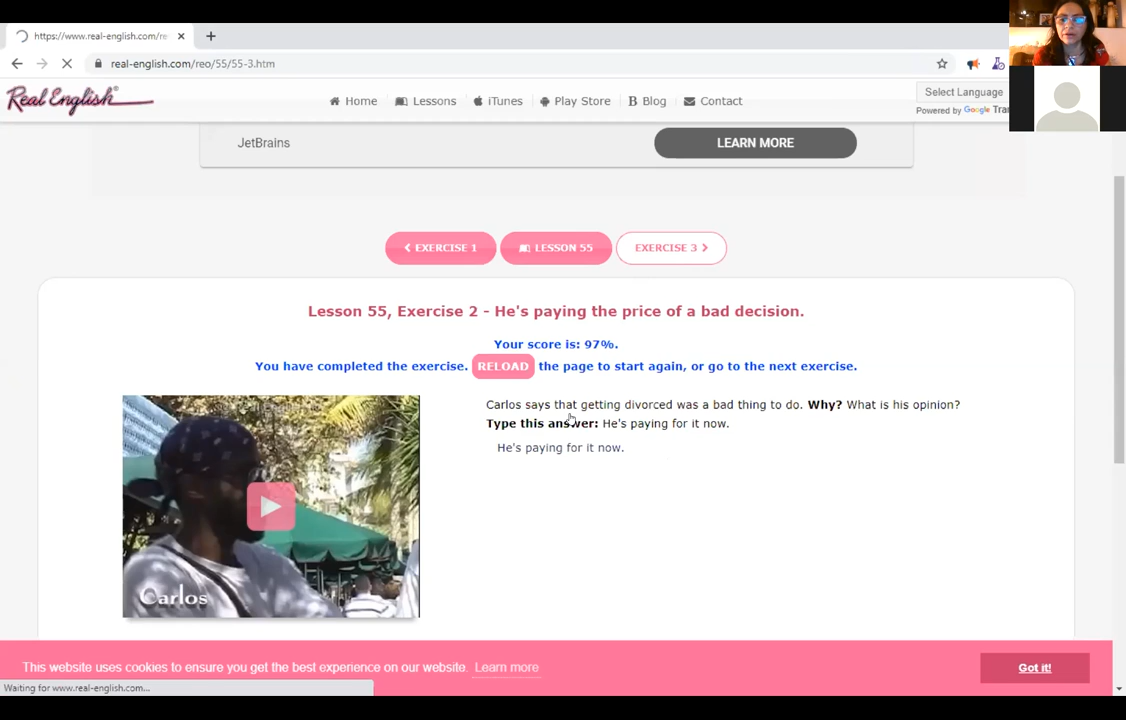 https://www.real-english.com/re
real-english.com/reo/55/55-3.htm
Real English
Home
Lessons
iTunes
Play Store
Blog
Contact
Select Language
Powered by Google Tran
JetBrains
LEARN MORE
EXERCISE 1
LESSON 55
EXERCISE 3
Lesson 55, Exercise 2 - He's paying the price of a bad decision.
Your score is: 97%.
You have completed the exercise. RELOAD the page to start again, or go to the next exercise.
Carlos says that getting divorced was a bad thing to do. Why? What is his opinion?
Type this answer: He's paying for it now.
He's paying for it now.
Carlos
This website uses cookies to ensure you get the best experience on our website. Learn more
Got it!
Waiting for www.real-english.com...